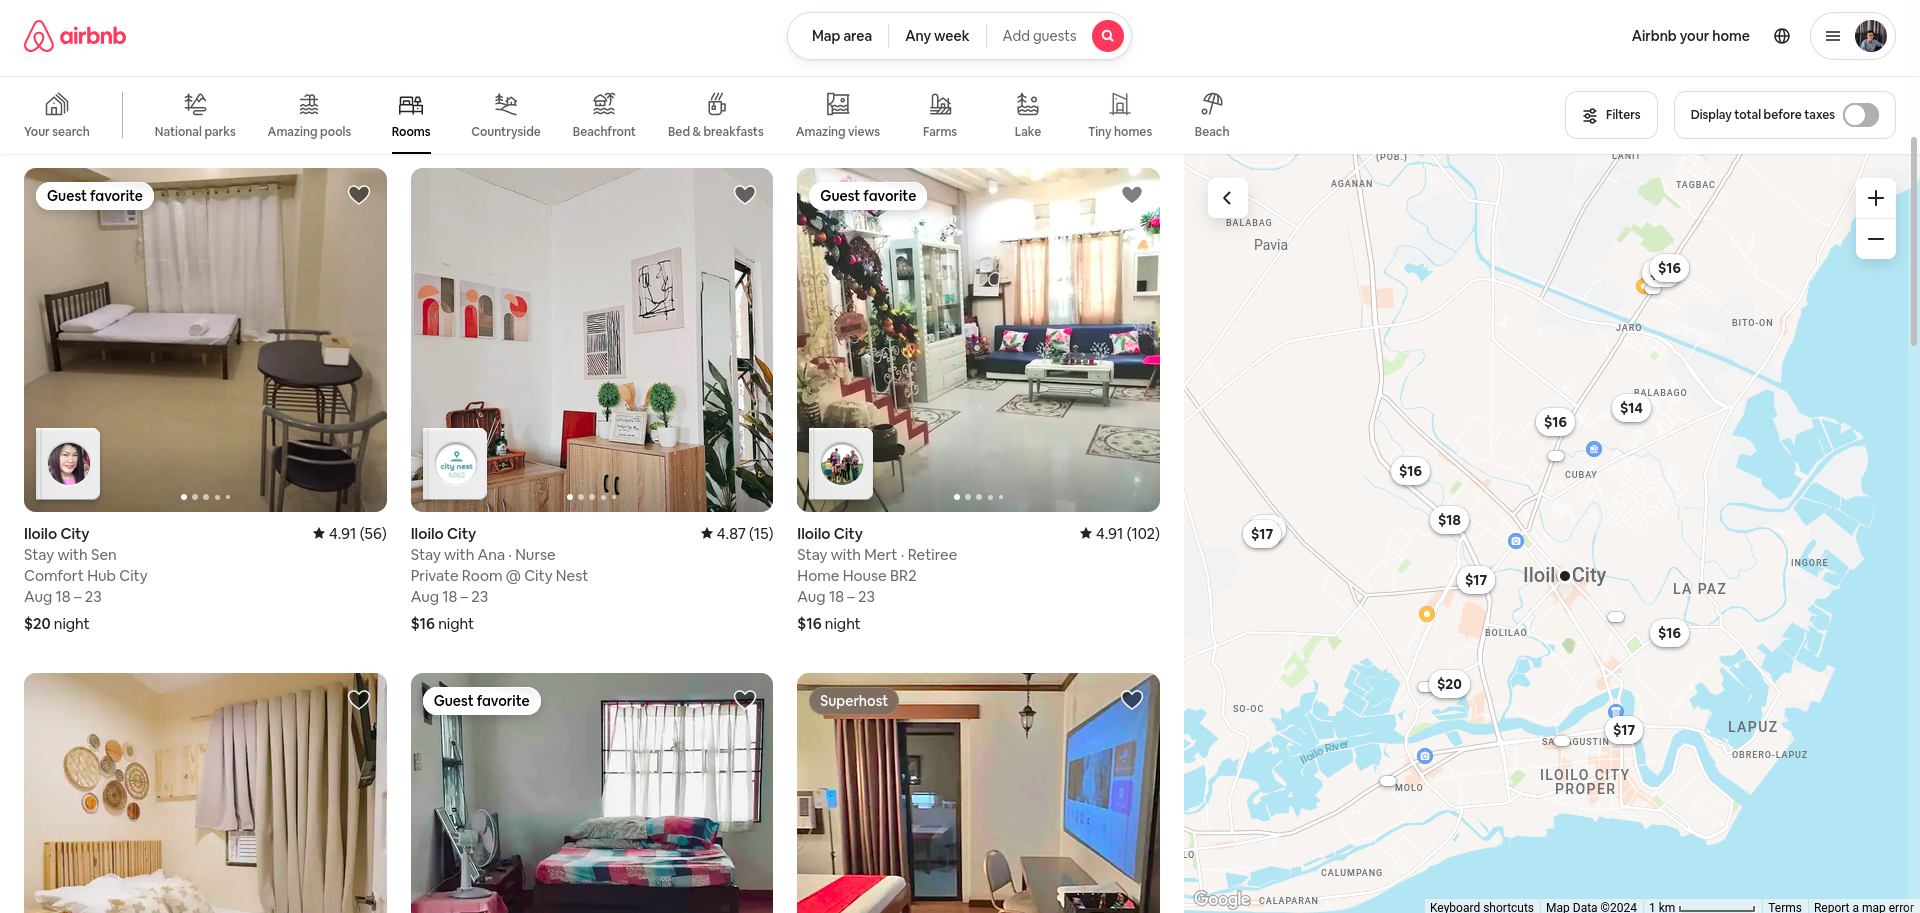 airbnb
Map area
Any week
Add guests
Airbnb your home
Your search
National parks
Amazing pools
Rooms
Countryside
Beachfront
Bed & breakfasts
Amazing views
Farms
Lake
Tiny homes
Beach
Filters
Display total before taxes
Guest favorite
Guest favorite
city nest
ILOILO
WELCOME
Iloilo City
4.91 (56)
Stay with Sen
Comfort Hub City
Aug 18 – 23
$20 night
Iloilo City
4.87 (15)
Stay with Ana · Nurse
Private Room @ City Nest
Aug 18 – 23
$16 night
Iloilo City
4.91 (102)
Stay with Mert · Retiree
Home House BR2
Aug 18 – 23
$16 night
Guest favorite
Superhost
(POB.)
LANIT
AGANAN
TAGBAC
BALABAG
Pavia
$16
BITO-ON
JARO
BALABAGO
$14
$16
$16
CUBAY
$18
$17
INGORE
Iloilo City
$17
LA PAZ
BOLILAO
$16
$20
SO-OC
LAPUZ
$17
SA AGUSTIN
OBRERO-LAPUZ
Iloilo River
ILOILO CITY
PROPER
MOLO
LO
CALUMPANG
CALAPARAN
Google
Keyboard shortcuts
Map Data ©2024
1 km
Terms
Report a map error